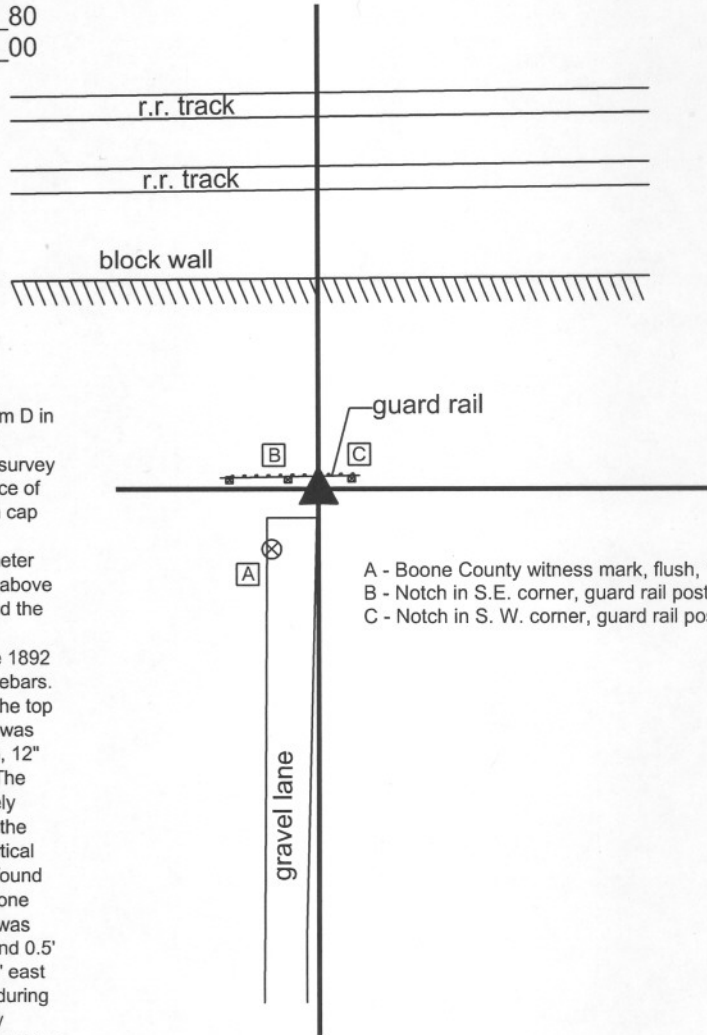 _80
_00
r.r. track
r.r. track
block wall
m D in
survey
ce of
cap
eter
above
d the
1892
ebars.
he top
was
, 12"
The
ely
the
tical
ound
one
was
nd 0.5'
' east
during
guard rail
B
C
A
A - Boone County witness mark, flush,
B - Notch in S.E. corner, guard rail post
C - Notch in S. W. corner, guard rail pos
gravel lane